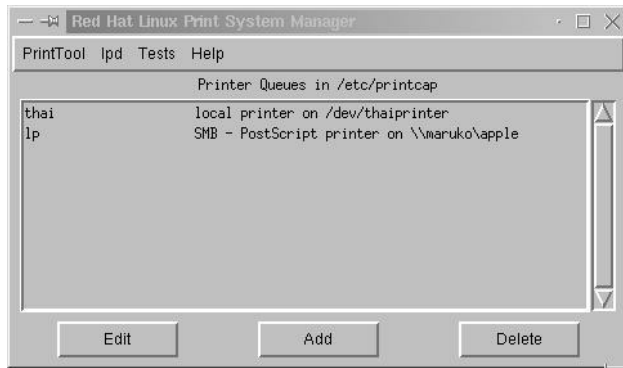 Red Hat Linux Print System Manager
PrintTool lpd Tests Help
Printer Queues in /etc/printcap
thai local printer on /dev/thaiprinter
lp SMB - PostScript printer on \\maruko\apple
Edit Add Delete